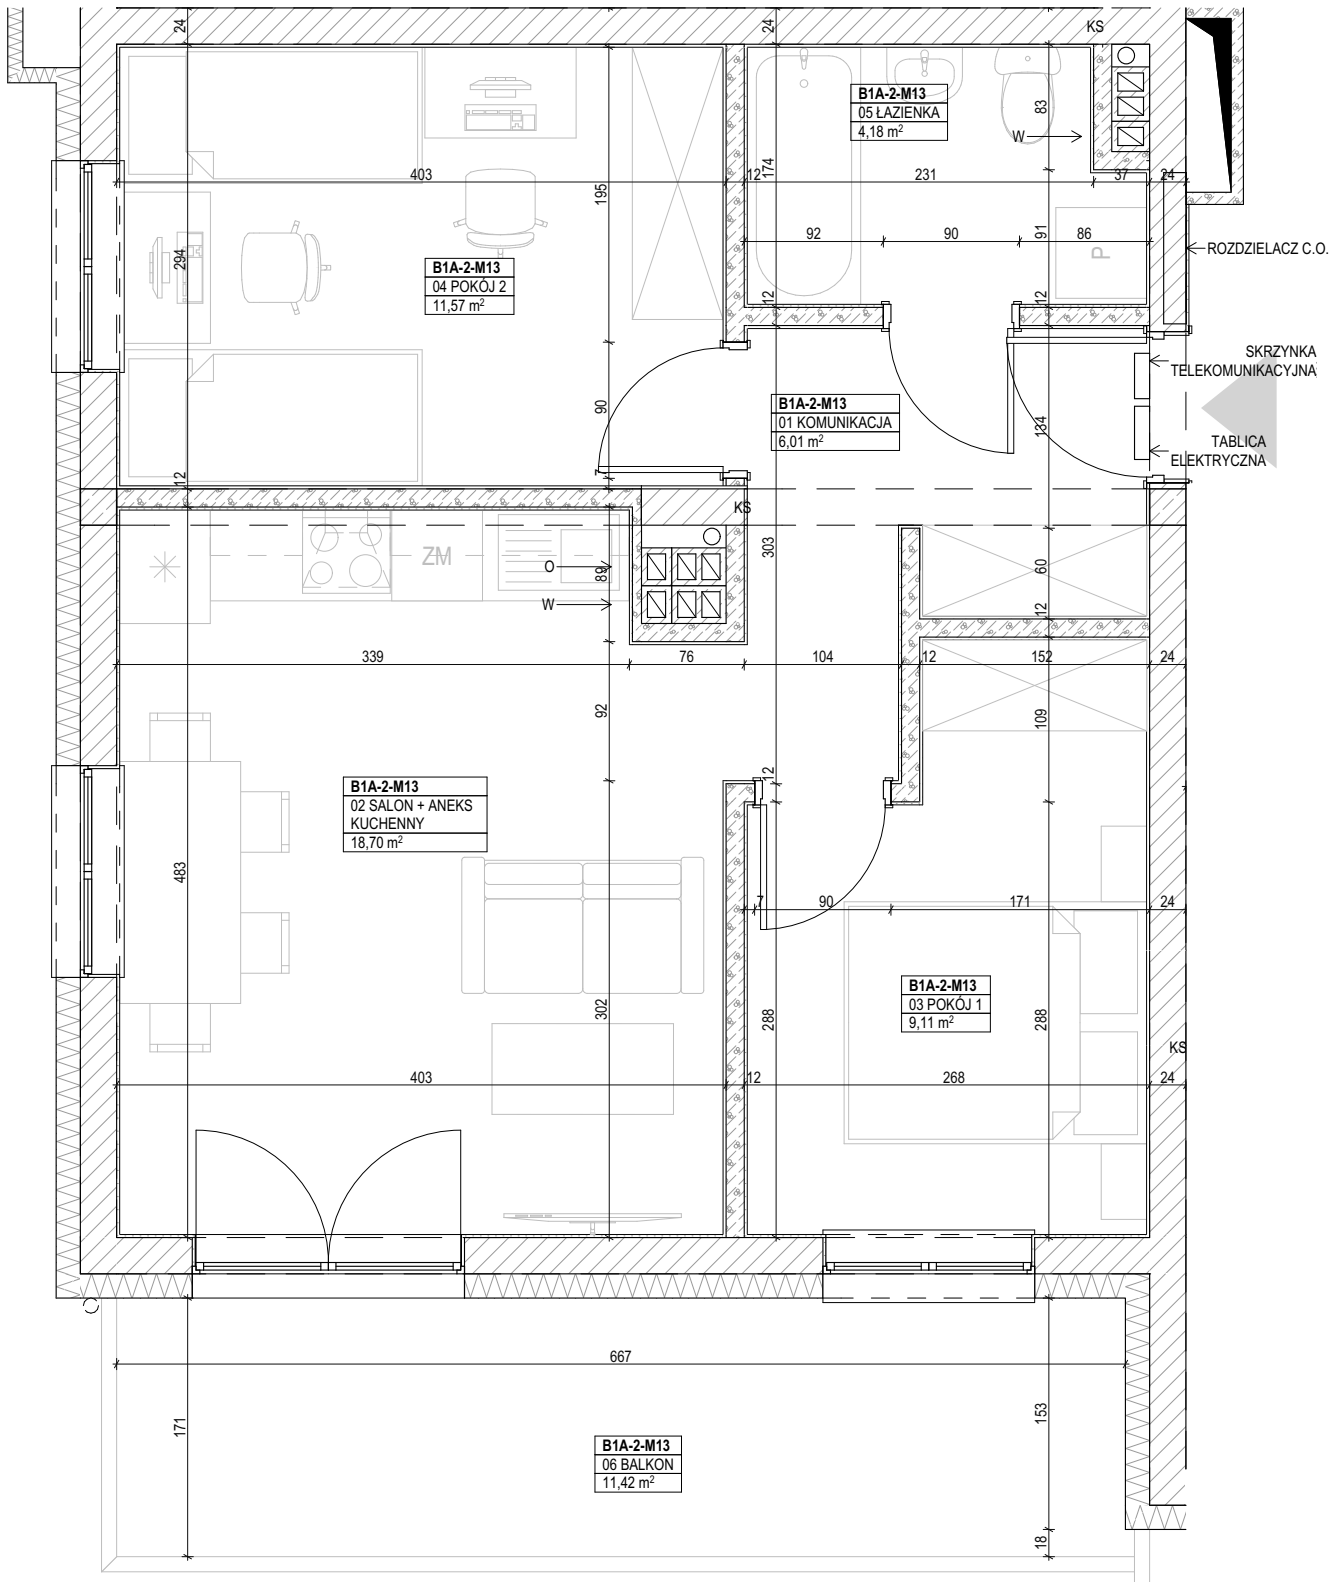 24
24
KS
B1A-2-M13
05 ŁAZIENKA
4,18 m²
83
W
403
195
12
174
231
37
24
92
90
91
86
P
ROZDZIELACZ C.O.
294
B1A-2-M13
04 POKÓJ 2
11,57 m²
12
12
SKRZYNKA
TELEKOMUNIKACYJNA
B1A-2-M13
01 KOMUNIKACJA
6,01 m²
90
134
TABLICA
ELEKTRYCZNA
12
KS
ZM
O
89
W
303
60
12
339
76
104
12
152
24
92
109
12
B1A-2-M13
02 SALON + ANEKS
KUCHENNY
18,70 m²
483
7
90
171
24
B1A-2-M13
03 POKÓJ 1
9,11 m²
302
288
288
KS
403
12
268
24
667
171
153
B1A-2-M13
06 BALKON
11,42 m²
18